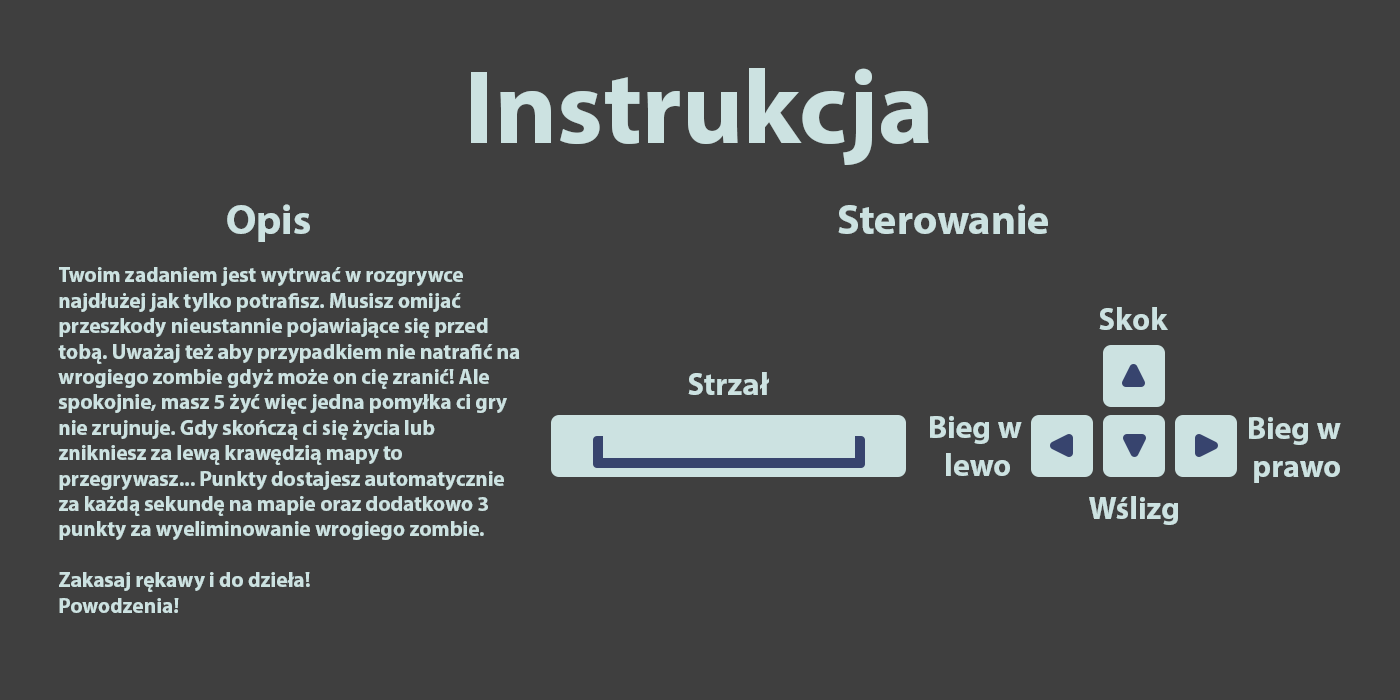 Instrukcja
Opis
Twoim zadaniem jest wytrwać w rozgrywce
najdłużej jak tylko potrafisz. Musisz omijać
przeszkody nieustannie pojawiające się przed
tobą. Uważaj też aby przypadkiem nie natrafić na
wrogiego zombie gdyż może on cię zranić! Ale
spokojnie, masz 5 żyć więc jedna pomyłka ci gry
nie zrujnuje. Gdy skończą ci się życia lub
znikniesz za lewą krawędzią mapy to
przegrywasz... Punkty dostajesz automatycznie
za każdą sekundę na mapie oraz dodatkowo 3
punkty za wyeliminowanie wrogiego zombie.
Zakasaj rękawy i do dzieła!
Powodzenia!
Sterowanie
Strzał
Skok
Bieg w
lewo
Bieg w
prawo
Wślizg